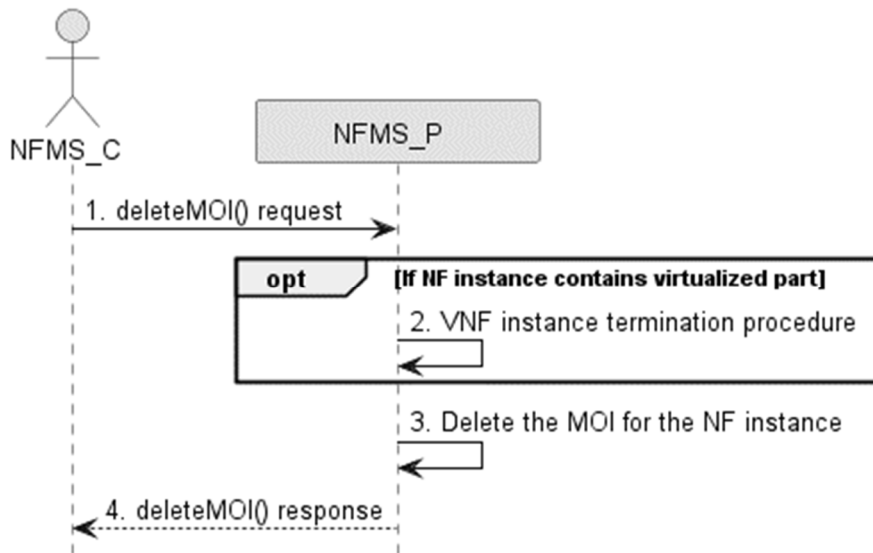 NFMS_C
NFMS_P
1. deleteMOI() request
opt [If NF instance contains virtualized part]
2. VNF instance termination procedure
3. Delete the MOI for the NF instance
4. deleteMOI() response